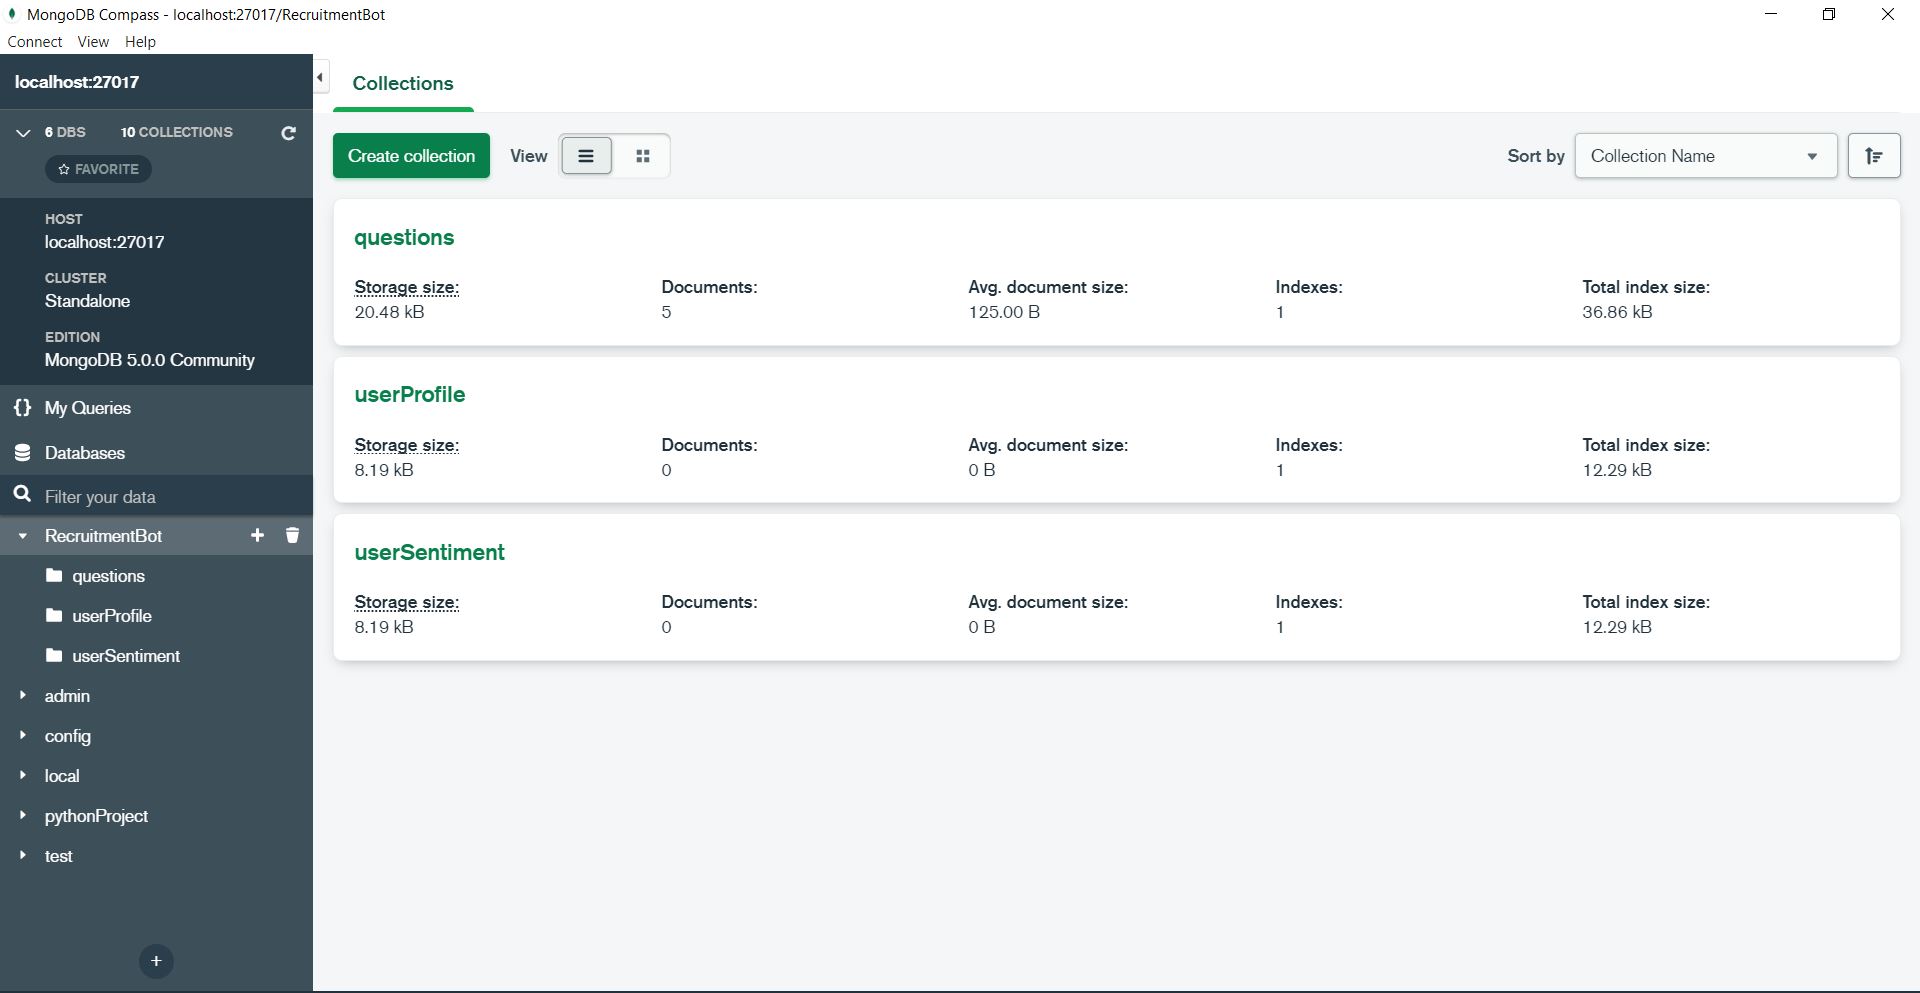 MongoDB Compass - localhost:27017/RecruitmentBot
Connect View Help
localhost:27017
6 DBS 10 COLLECTIONS
FAVORITE
HOST
localhost:27017
CLUSTER
Standalone
EDITION
MongoDB 5.0.0 Community
{} My Queries
Databases
Filter your data
RecruitmentBot
questions
userProfile
userSentiment
admin
config
local
pythonProject
test
Collections
Create collection View Sort by Collection Name
questions
Storage size: Documents: Avg. document size: Indexes: Total index size:
20.48 kB 5 125.00 B 1 36.86 kB
userProfile
Storage size: Documents: Avg. document size: Indexes: Total index size:
8.19 kB 0 0 B 1 12.29 kB
userSentiment
Storage size: Documents: Avg. document size: Indexes: Total index size:
8.19 kB 0 0 B 1 12.29 kB